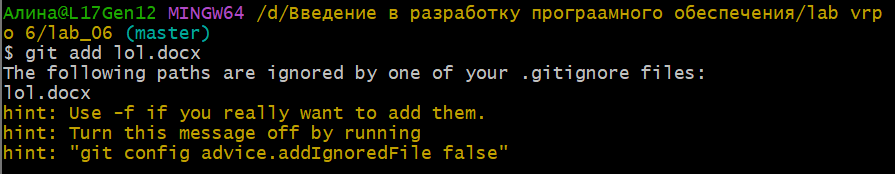 Алина@L17Gen12 MINGW64 /d/Введение в разработку програамного обеспечения/lab vrp
o 6/lab_06 (master)
$ git add lol.docx
The following paths are ignored by one of your .gitignore files:
lol.docx
hint: Use -f if you really want to add them.
hint: Turn this message off by running
hint: "git config advice.addIgnoredFile false"